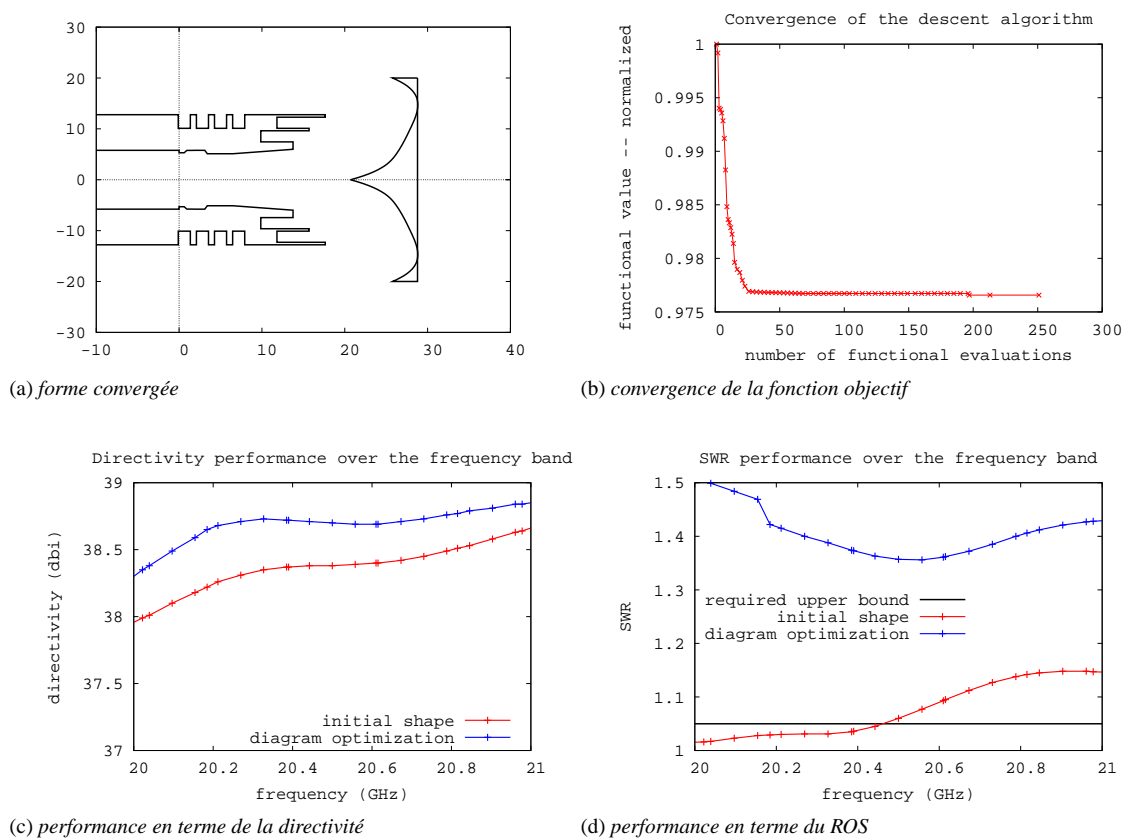 30
20
10
0
-10
-20
-30
-10 0 10 20 30 40
(a) forme convergée
Convergence of the descent algorithm
functional value -- normalized
1
0.995
0.99
0.985
0.98
0.975
0 50 100 150 200 250 300
number of functional evaluations
(b) convergence de la fonction objectif
Directivity performance over the frequency band
directivity (dbi)
39
38.5
38
37.5
37
initial shape
diagram optimization
20 20.2 20.4 20.6 20.8 21
frequency (GHz)
(c) performance en terme de la directivité
SWR performance over the frequency band
SWR
1.5
1.4
1.3
1.2
1.1
1
required upper bound
initial shape
diagram optimization
20 20.2 20.4 20.6 20.8 21
frequency (GHz)
(d) performance en terme du ROS